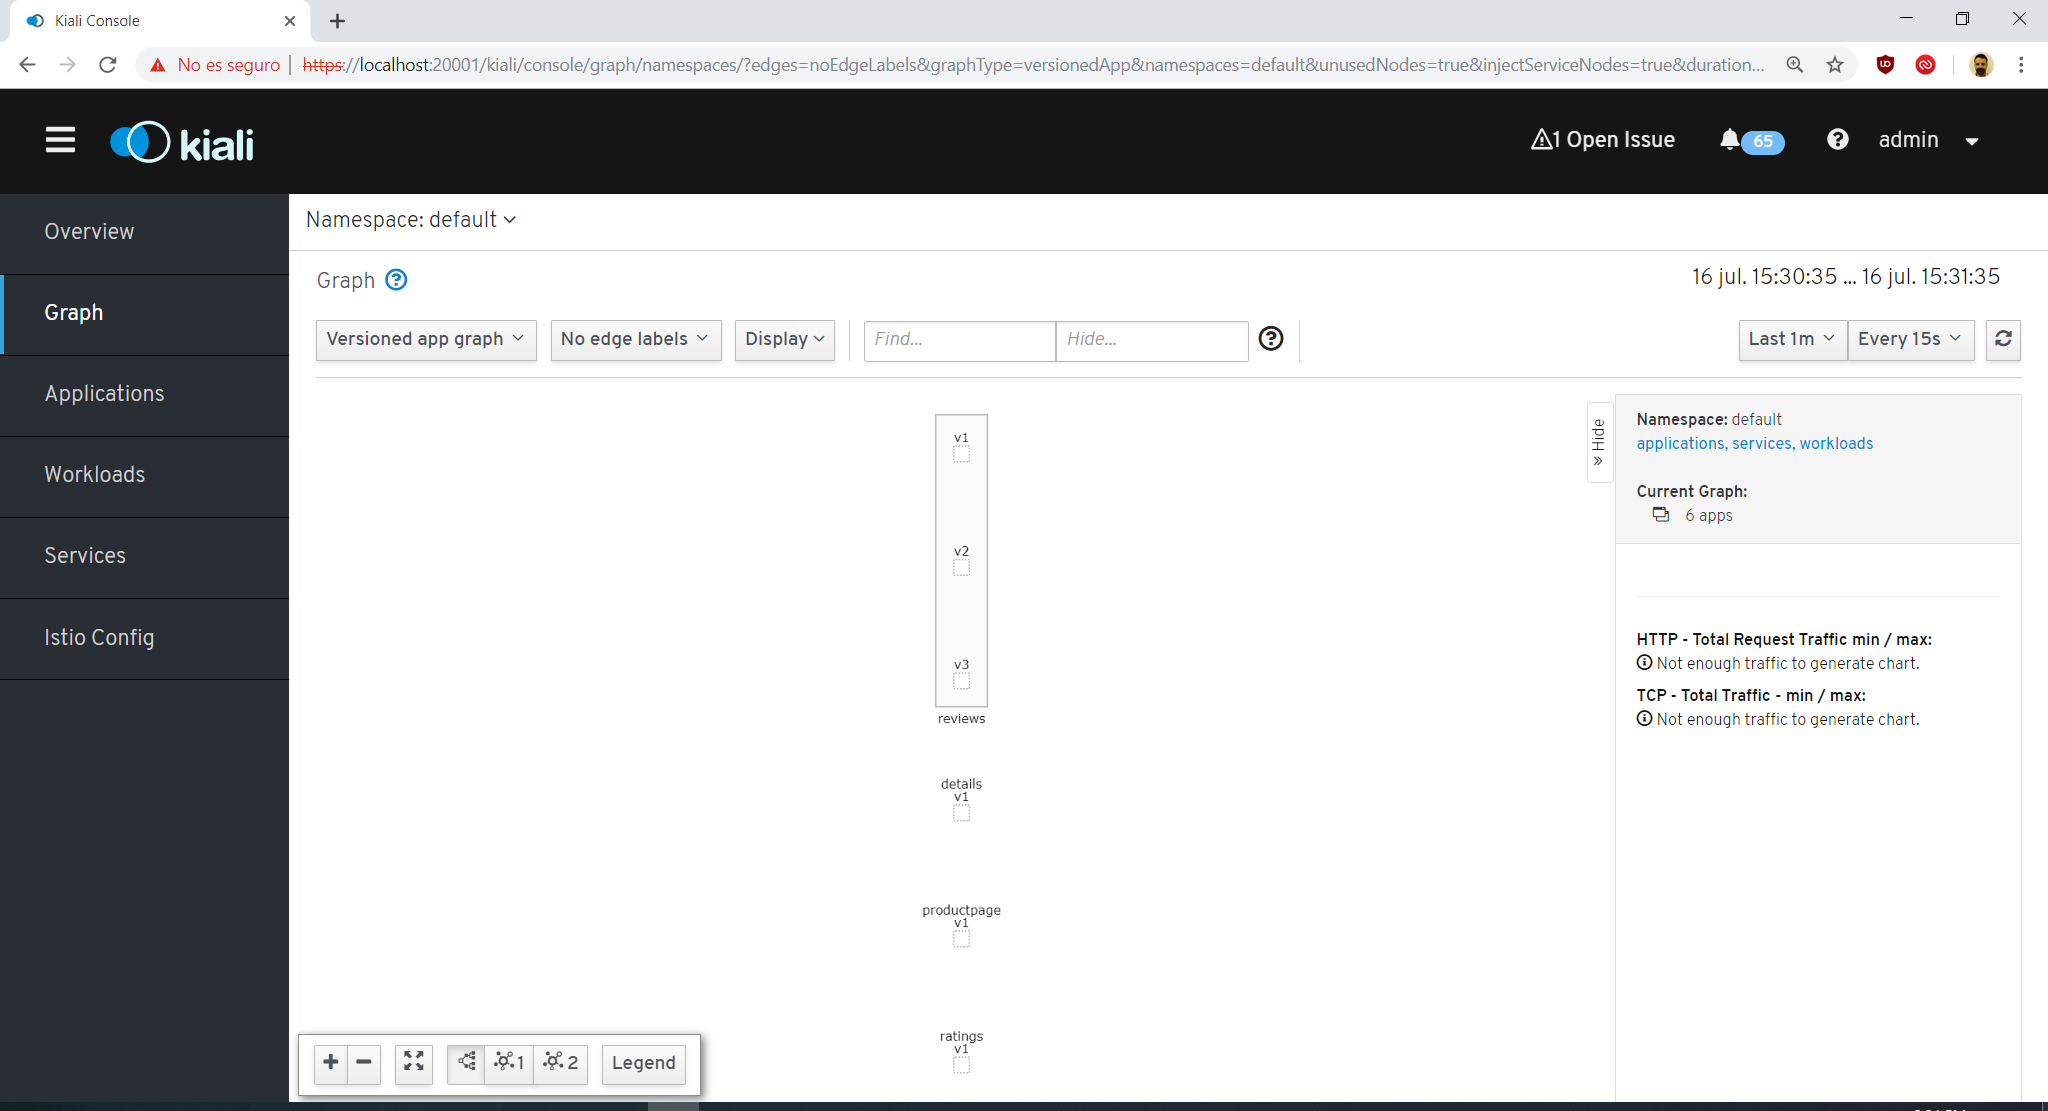 Kiali Console
No es seguro | https://localhost:20001/kiali/console/graph/namespaces/?edges=noEdgeLabels&graphType=versionedApp&namespaces=default&unusedNodes=true&injectServiceNodes=true&duration...
kiali
1 Open Issue
65
admin
Overview
Graph
Applications
Workloads
Services
Istio Config
Namespace: default
Graph
16 jul. 15:30:35 ... 16 jul. 15:31:35
Versioned app graph
No edge labels
Display
Find...
Hide...
Last 1m
Every 15s
v1
v2
v3
reviews
details
v1
productpage
v1
ratings
v1
» Hide
Namespace: default
applications, services, workloads
Current Graph:
6 apps
HTTP - Total Request Traffic min / max:
Not enough traffic to generate chart.
TCP - Total Traffic - min / max:
Not enough traffic to generate chart.
1
2
Legend